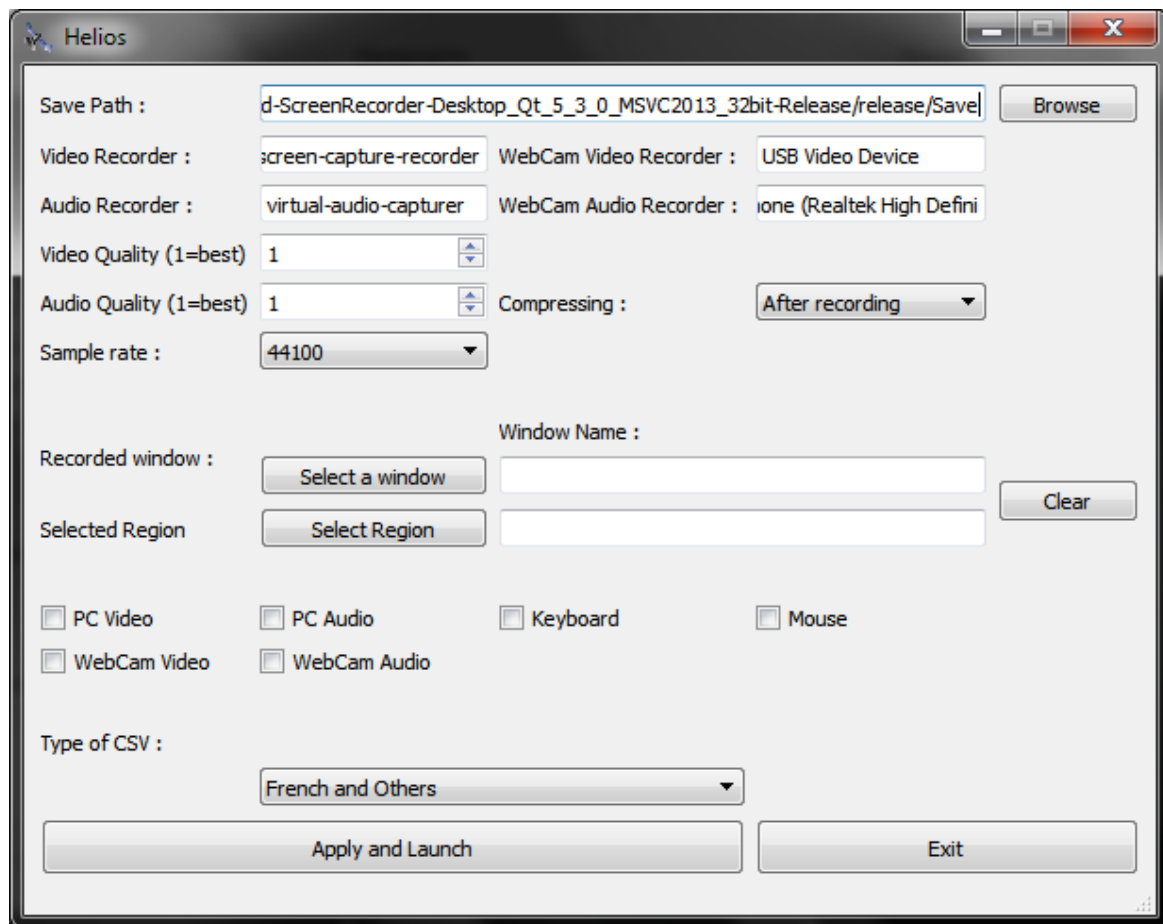 Helios
Save Path : d-ScreenRecorder-Desktop_Qt_5_3_0_MSVC2013_32bit-Release/release/Save Browse
Video Recorder : screen-capture-recorder WebCam Video Recorder : USB Video Device
Audio Recorder : virtual-audio-capturer WebCam Audio Recorder : hone (Realtek High Defini
Video Quality (1=best) 1
Audio Quality (1=best) 1 Compressing : After recording
Sample rate : 44100
Window Name :
Recorded window : Select a window
Clear
Selected Region Select Region
PC Video PC Audio Keyboard Mouse
WebCam Video WebCam Audio
Type of CSV :
French and Others
Apply and Launch Exit